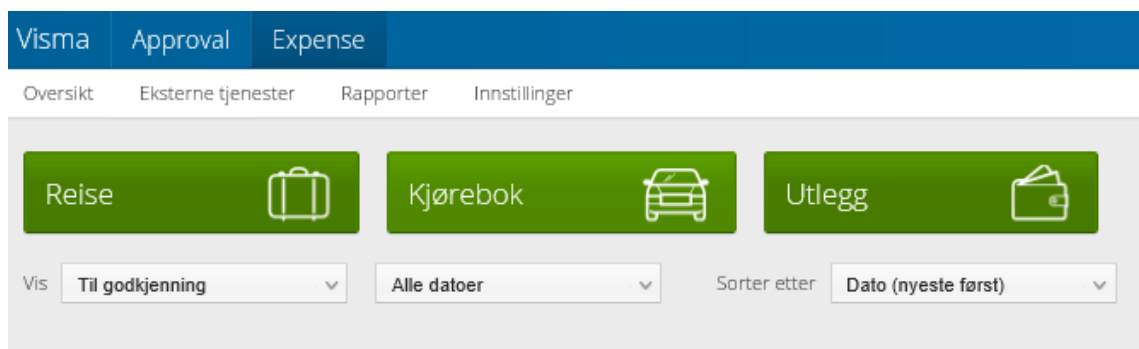 Visma Approval Expense
Oversikt Eksterne tjenester Rapporter Innstillinger
Reise Kjørebok Utlegg
Vis Til godkjenning Alle datoer Sorter etter Dato (nyeste først)